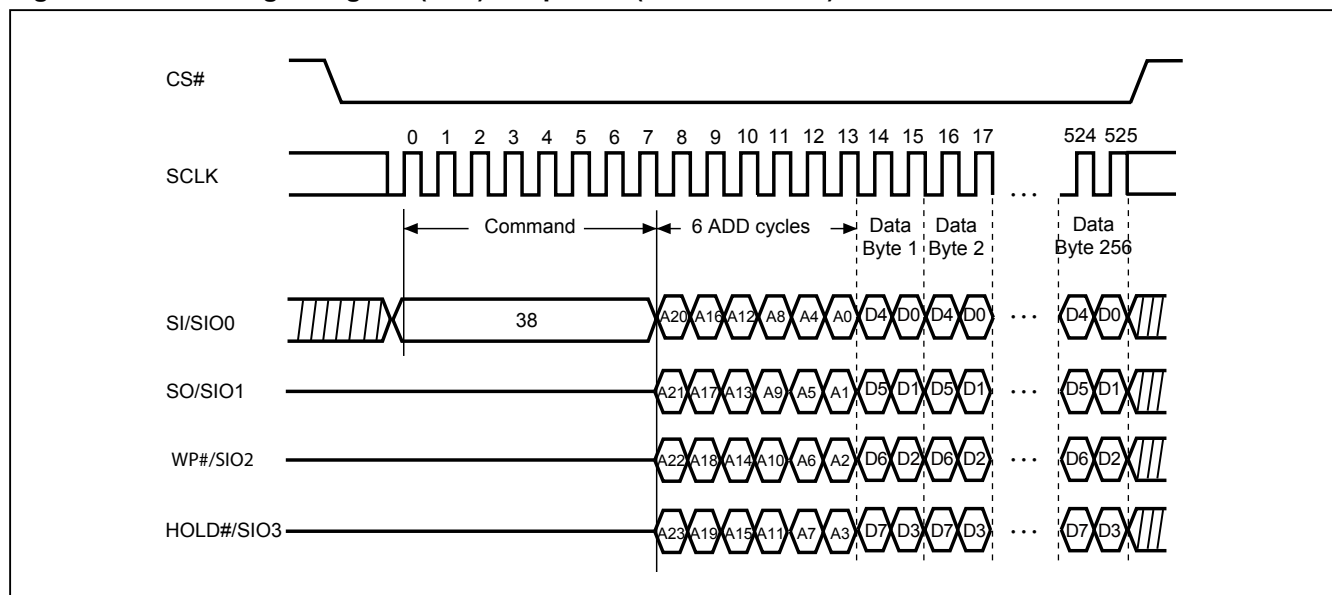 CS#
0 1 2 3 4 5 6 7 8 9 10 11 12 13 14 15 16 17 524 525
SCLK
...
Command 6 ADD cycles Data Data Data
Byte 1 Byte 2 Byte 256
SI/SIO0 38 A20 A16 A12 A8 A4 A0 D4 D0 D4 D0 ... D4 D0
SO/SIO1 A21 A17 A13 A9 A5 A1 D5 D1 D5 D1 ... D5 D1
WP#/SIO2 A22 A18 A14 A10 A6 A2 D6 D2 D6 D2 ... D6 D2
HOLD#/SIO3 A23 A19 A15 A11 A7 A3 D7 D3 D7 D3 ... D7 D3